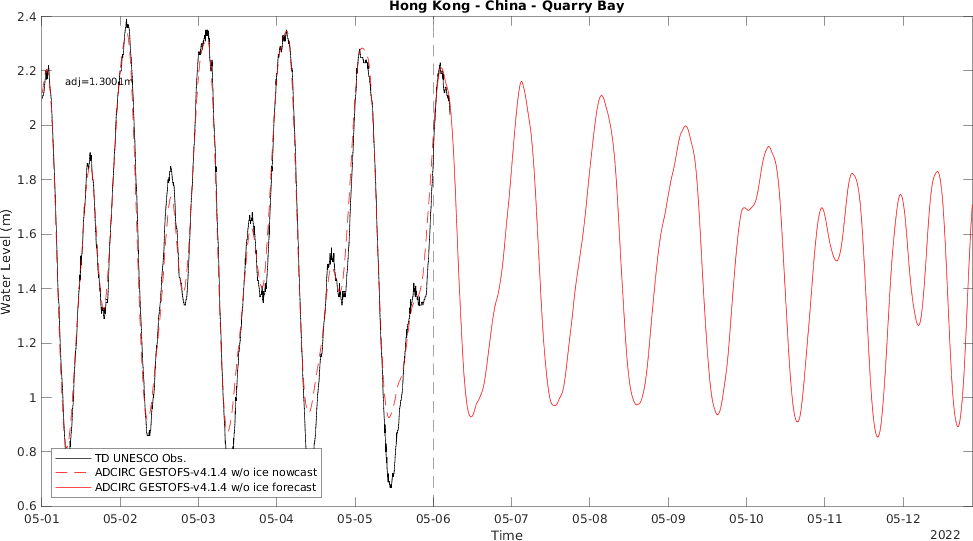 Hong Kong - China - Quarry Bay
2.4
2.2
2
1.8
1.6
1.4
1.2
1
0.8
0.6
Water Level (m)
adj=1.3001m
TD UNESCO Obs.
ADCIRC GESTOFS-v4.1.4 w/o ice nowcast
ADCIRC GESTOFS-v4.1.4 w/o ice forecast
05-01 05-02 05-03 05-04 05-05 05-06 05-07 05-08 05-09 05-10 05-11 05-12
Time
2022